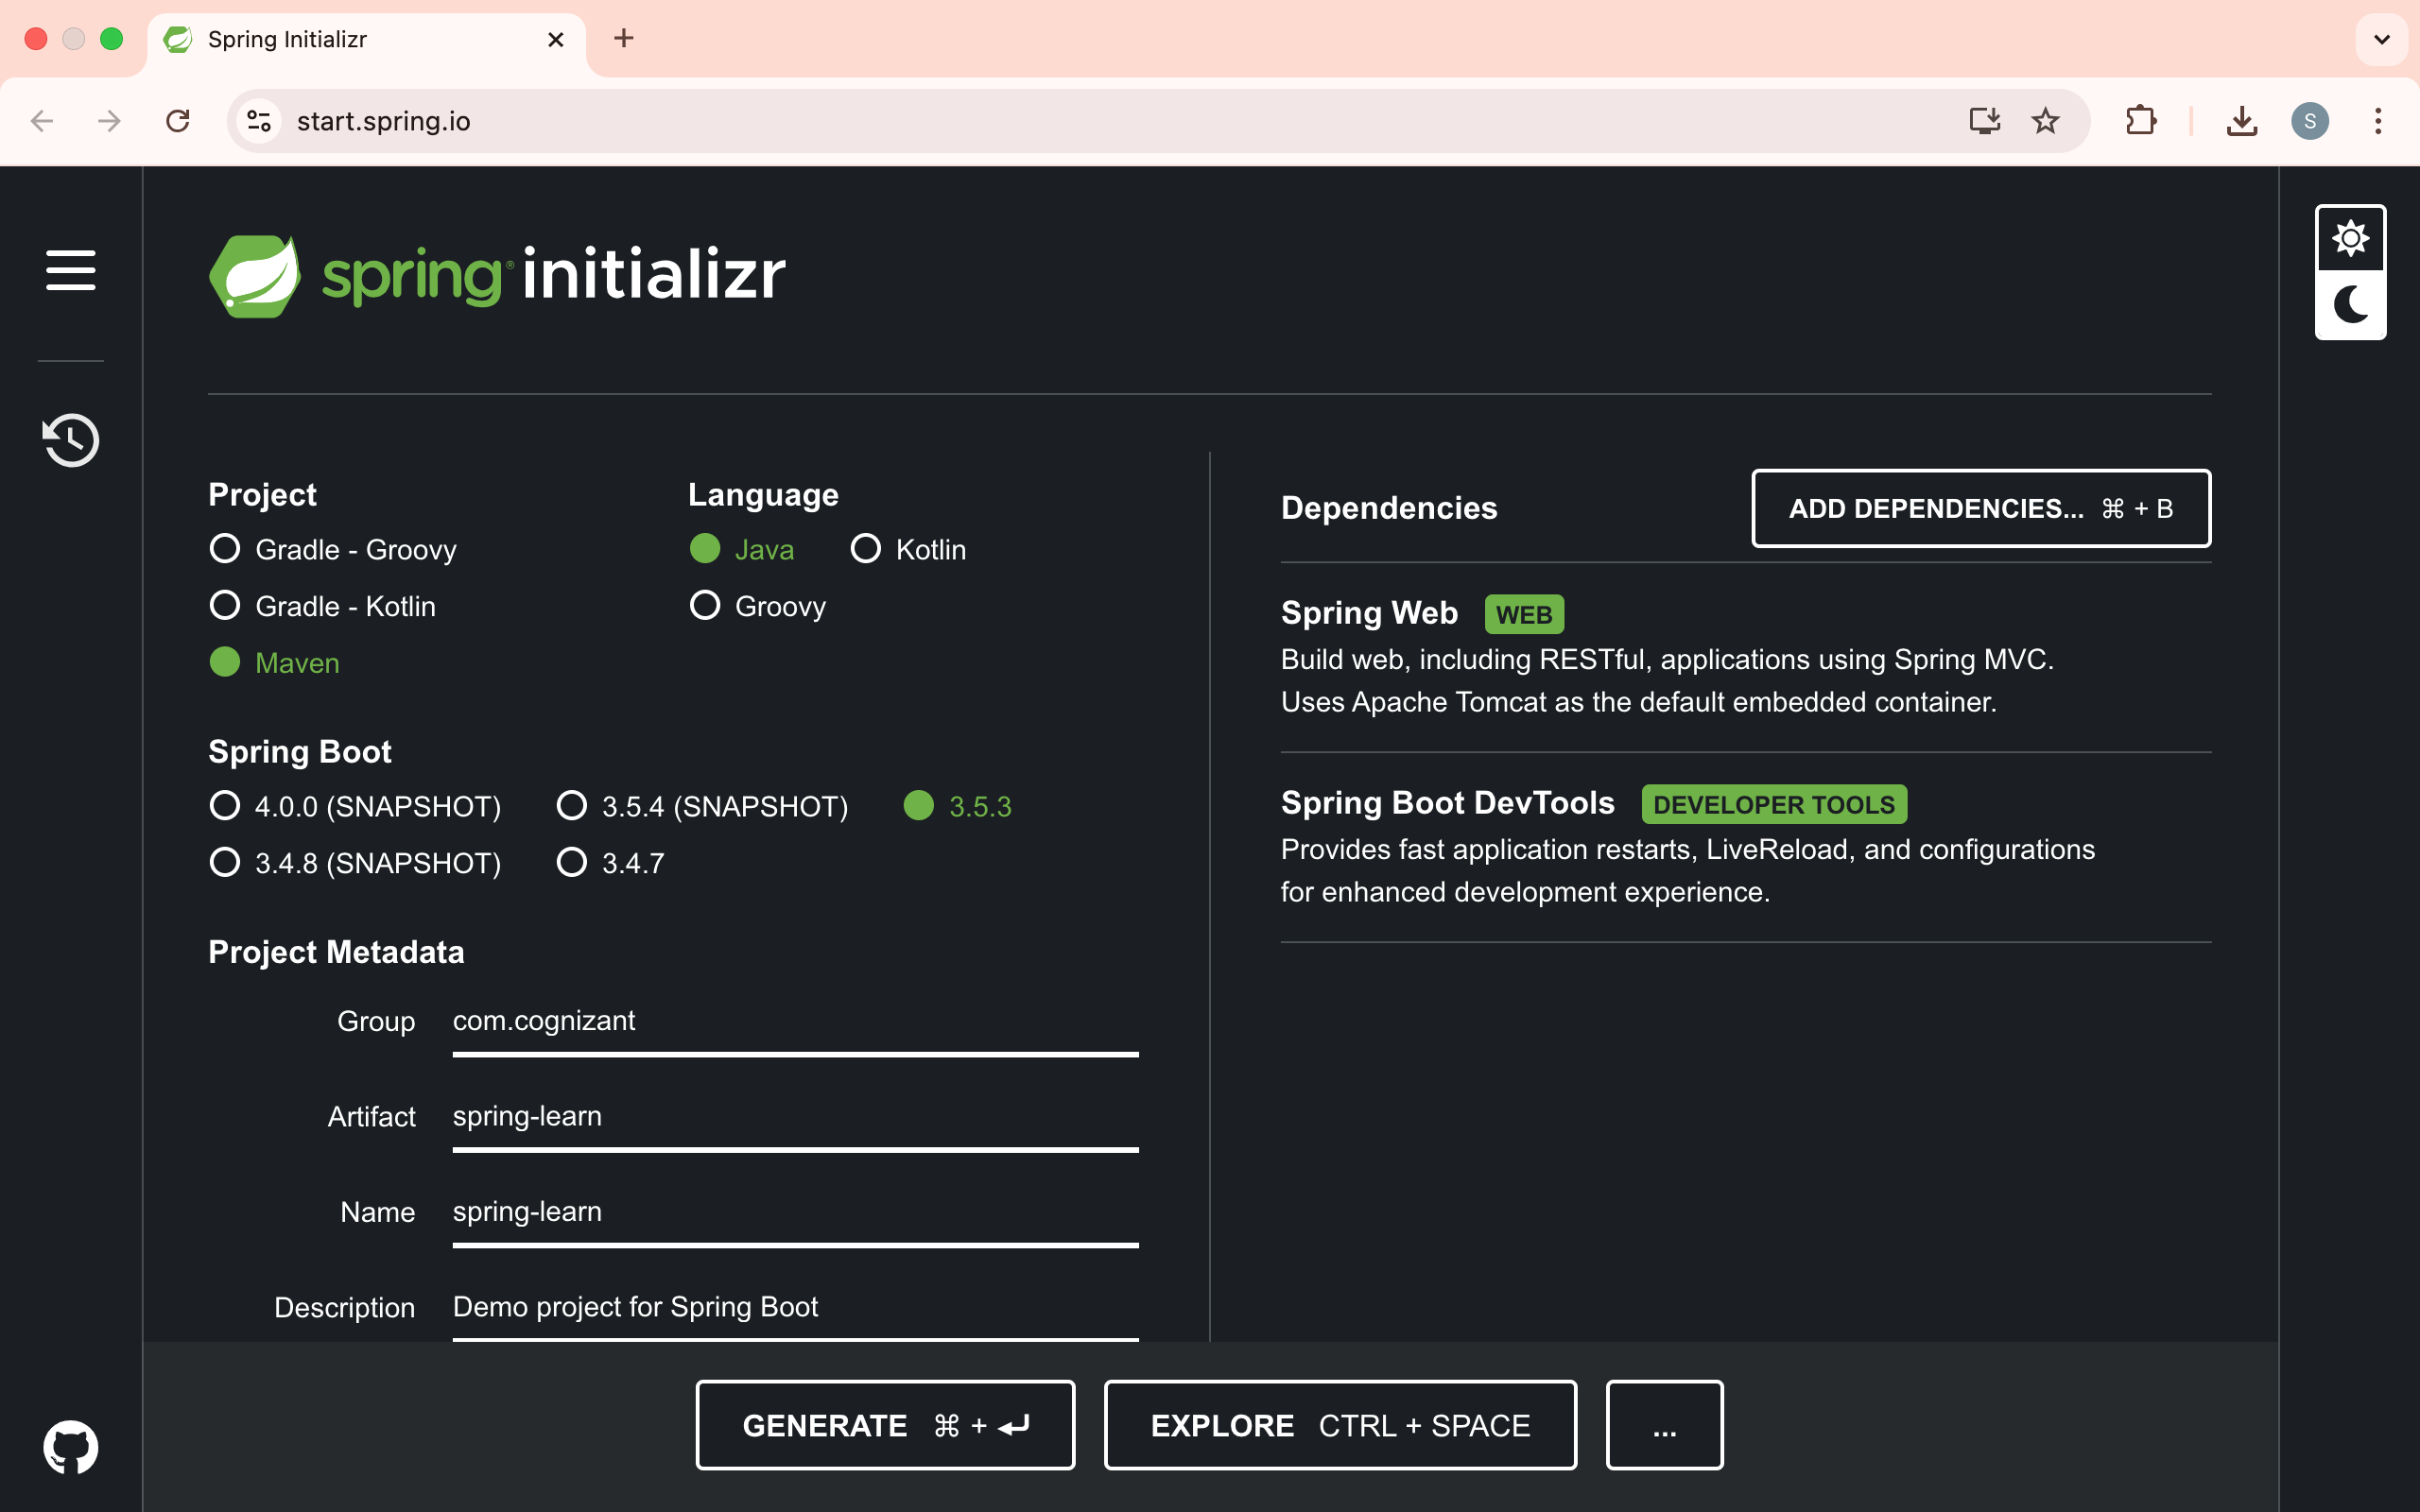 Spring Initializr
start.spring.io
S
spring® initializr
Project
Gradle - Groovy
Gradle - Kotlin
Maven
Language
Java
Kotlin
Groovy
Spring Boot
4.0.0 (SNAPSHOT)
3.5.4 (SNAPSHOT)
3.5.3
3.4.8 (SNAPSHOT)
3.4.7
Project Metadata
Group
com.cognizant
Artifact
spring-learn
Name
spring-learn
Description
Demo project for Spring Boot
Dependencies
ADD DEPENDENCIES... ⌘ + B
Spring Web WEB
Build web, including RESTful, applications using Spring MVC.
Uses Apache Tomcat as the default embedded container.
Spring Boot DevTools DEVELOPER TOOLS
Provides fast application restarts, LiveReload, and configurations
for enhanced development experience.
GENERATE ⌘ + ⏎
EXPLORE CTRL + SPACE
...